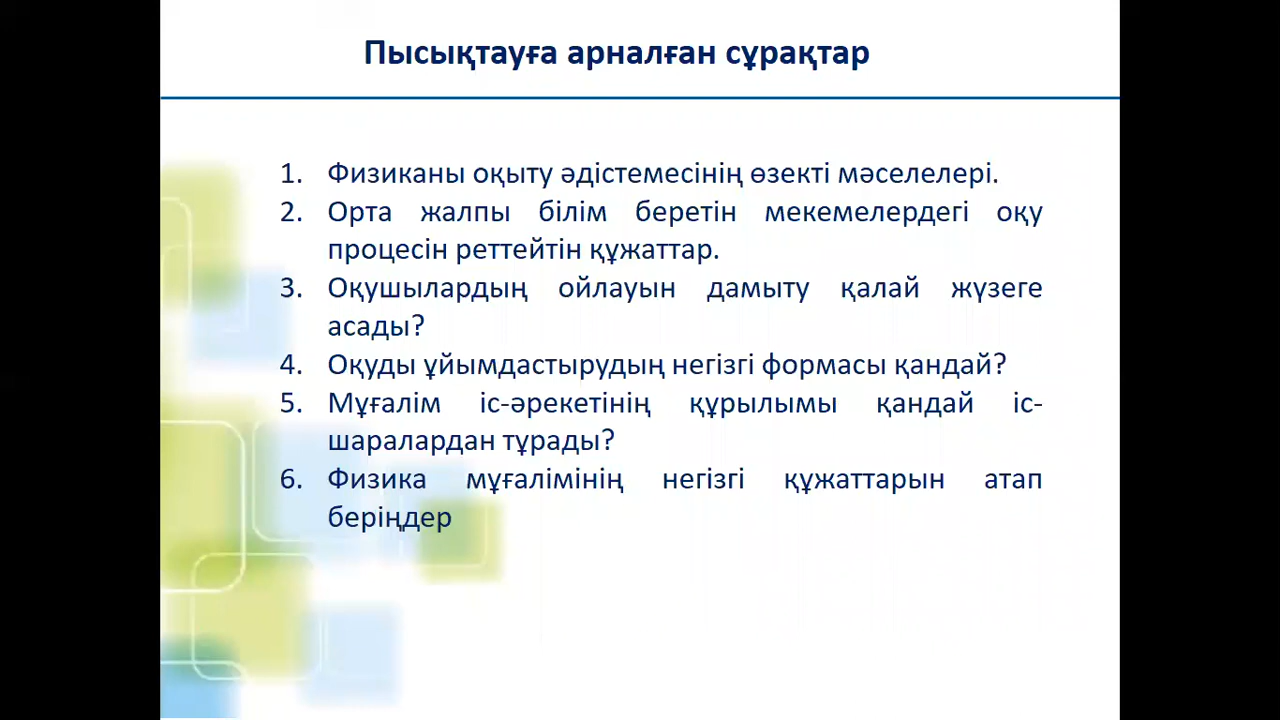 Пысықтауға арналған сұрақтар
1. Физиканы оқыту әдістемесінің өзекті мәселелері.
2. Орта жалпы білім беретін мекемелердегі оқу
процесін реттейтін құжаттар.
3. Оқушылардың ойлауын дамыту қалай жүзеге
асады?
4. Оқуды ұйымдастырудың негізгі формасы қандай?
5. Мұғалім іс-әрекетінің құрылымы қандай іс-
шаралардан тұрады?
6. Физика мұғалімінің негізгі құжаттарын атап
беріңдер